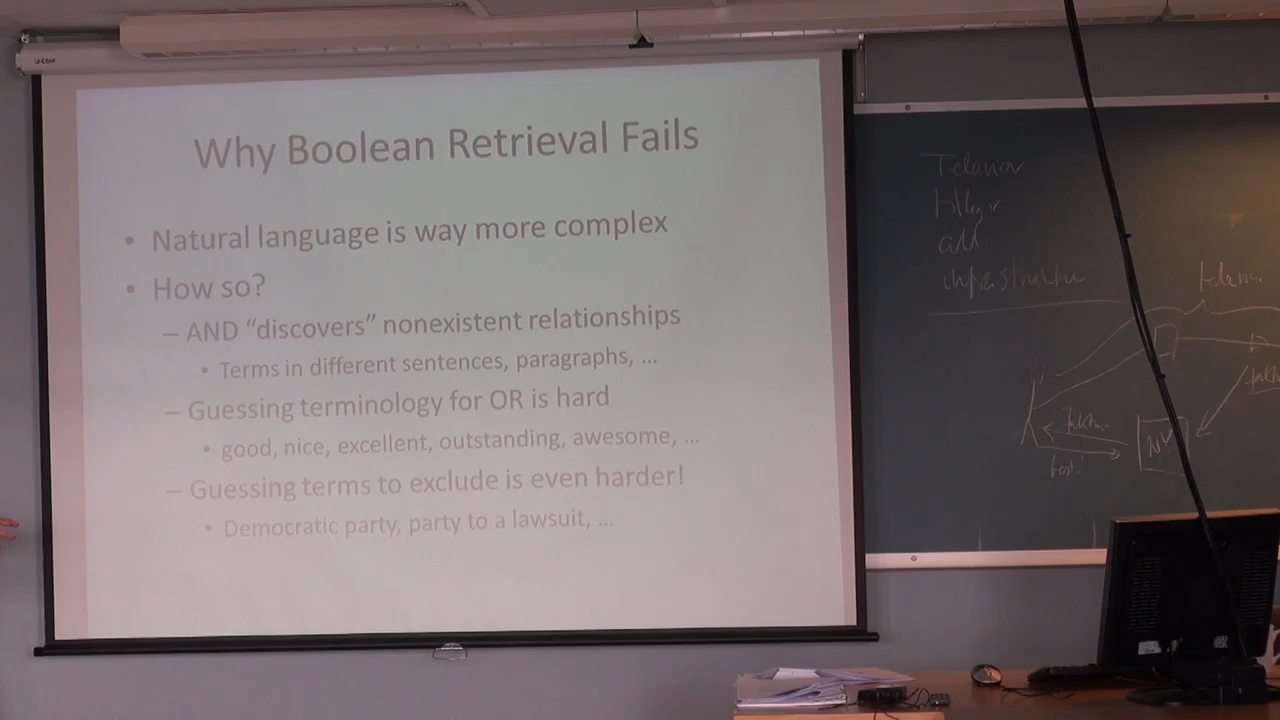 Why Boolean Retrieval Fails
• Natural language is way more complex
• How so?
– AND “discovers” nonexistent relationships
• Terms in different sentences, paragraphs, ...
– Guessing terminology for OR is hard
• good, nice, excellent, outstanding, awesome, ...
– Guessing terms to exclude is even harder!
• Democratic party, party to a lawsuit, ...
Telenor
all